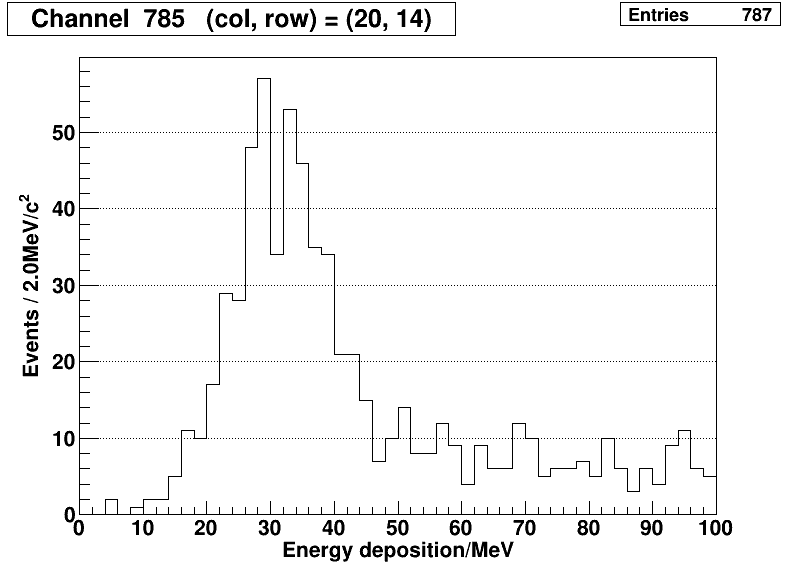 Channel 785 (col, row) = (20, 14)
Entries 787
Events / 2.0MeV/c²
50
40
30
20
10
0
0 10 20 30 40 50 60 70 80 90 100
Energy deposition/MeV